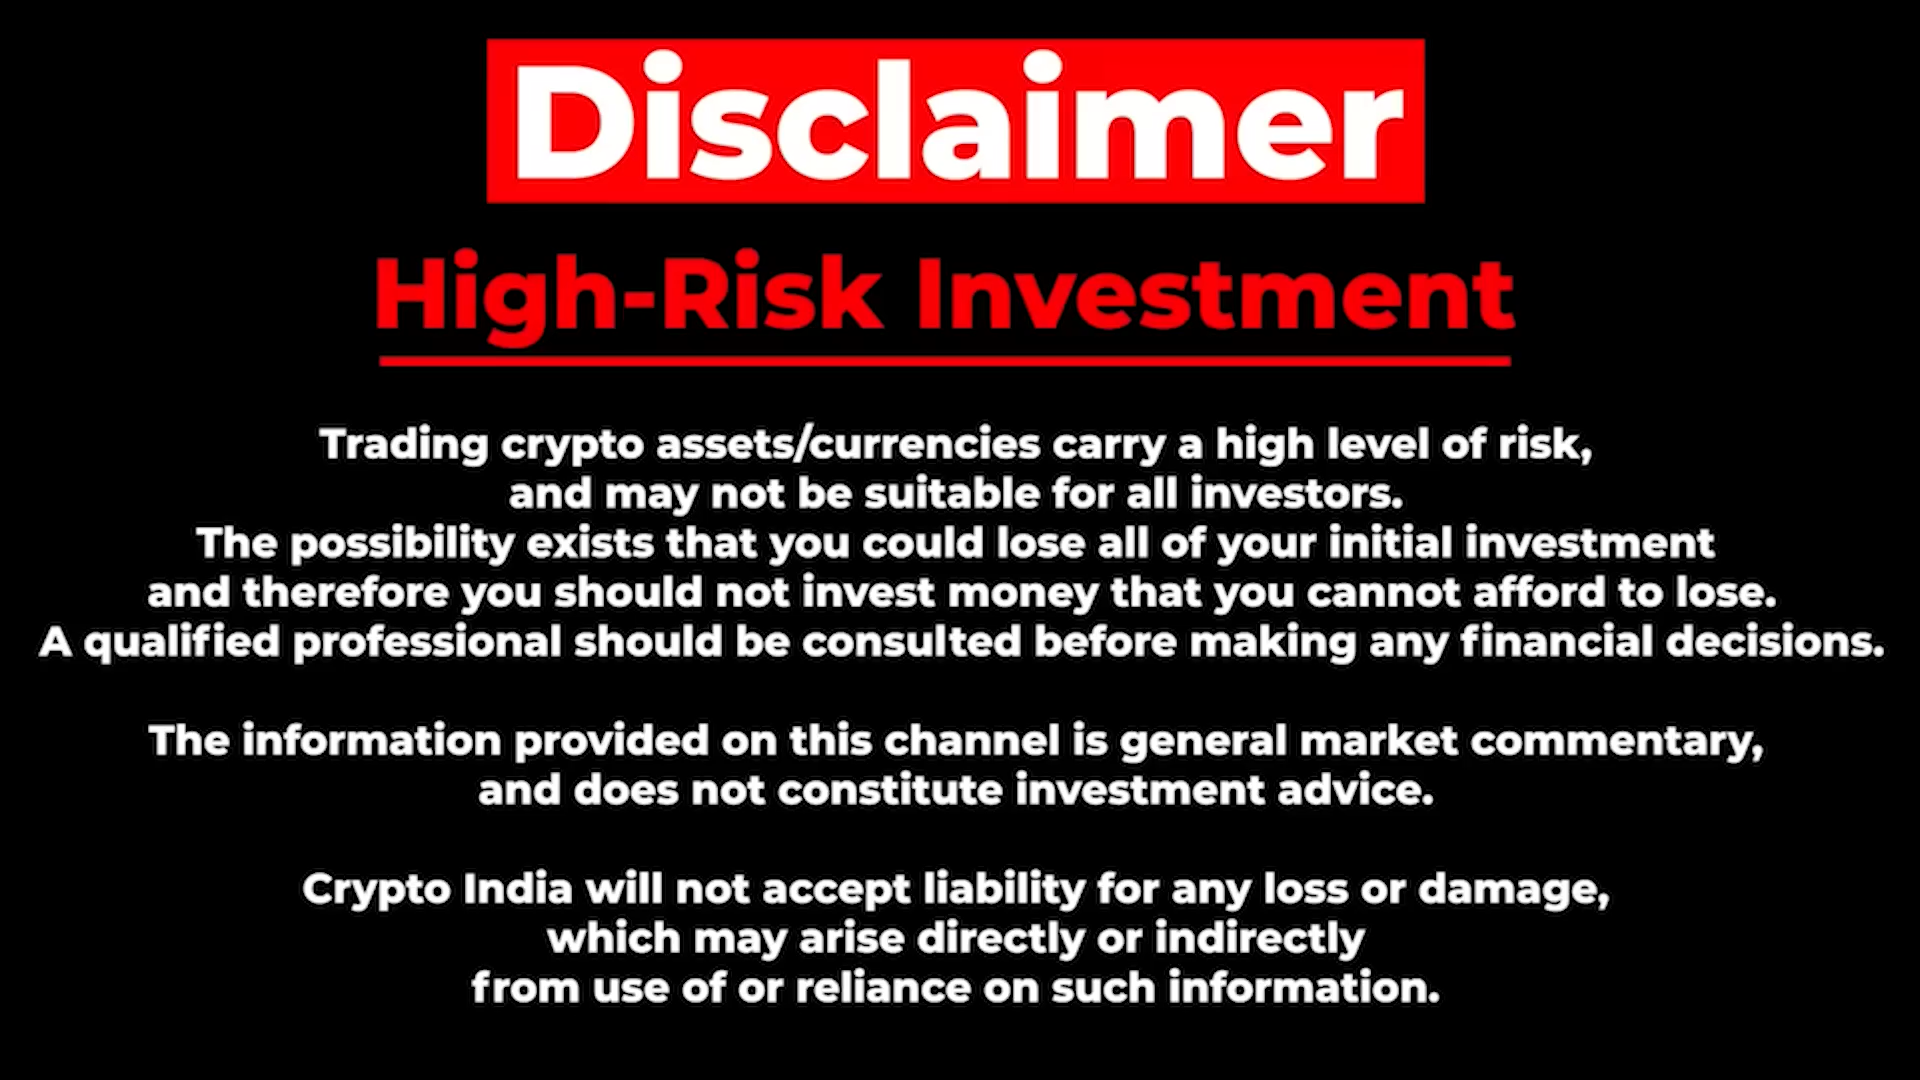 Disclaimer
High-Risk Investment
Trading crypto assets/currencies carry a high level of risk,
and may not be suitable for all investors.
The possibility exists that you could lose all of your initial investment
and therefore you should not invest money that you cannot afford to lose.
A qualified professional should be consulted before making any financial decisions.
The information provided on this channel is general market commentary,
and does not constitute investment advice.
Crypto India will not accept liability for any loss or damage,
which may arise directly or indirectly
from use of or reliance on such information.